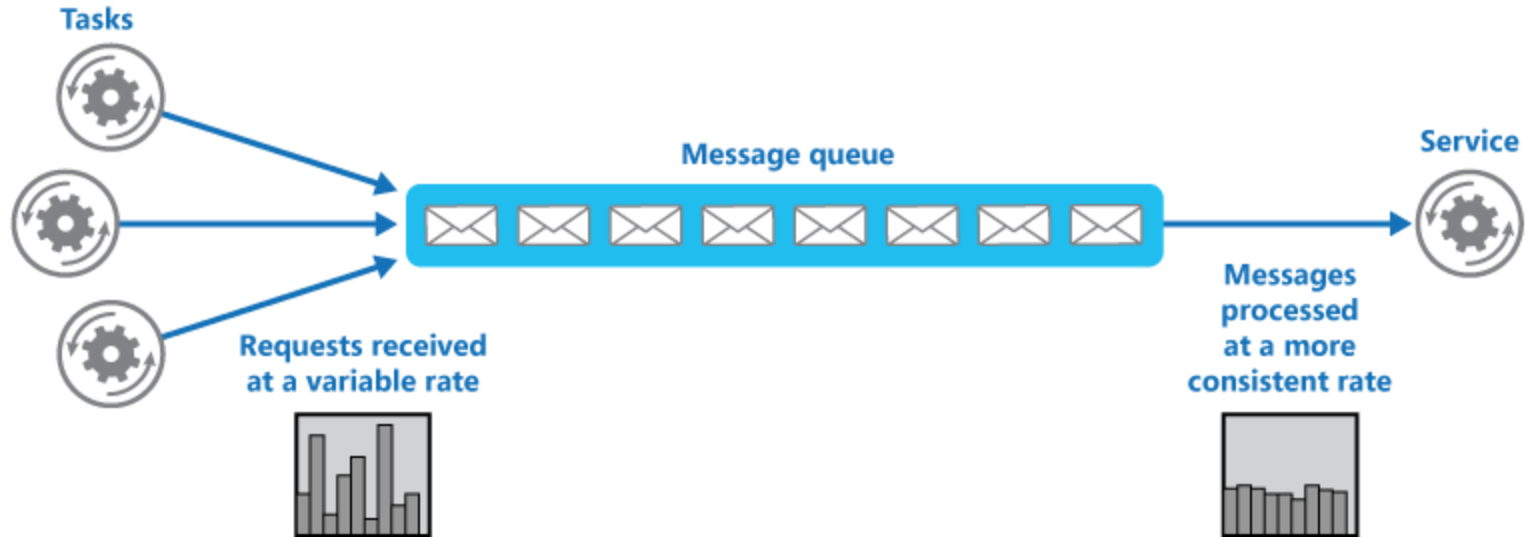 Tasks
Message queue
Service
Requests received
at a variable rate
Messages
processed
at a more
consistent rate